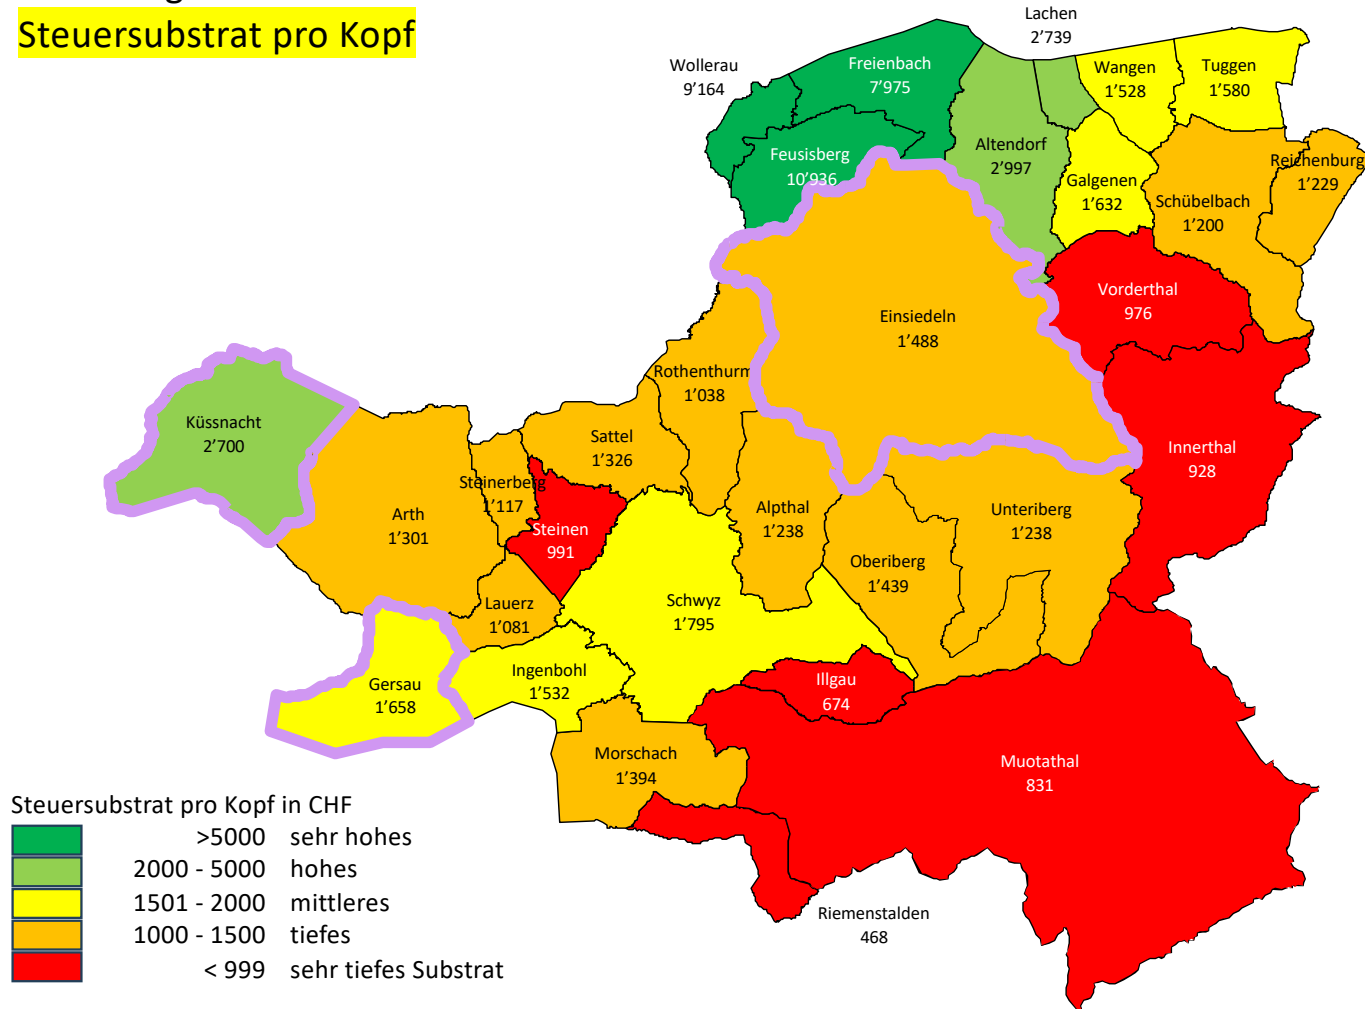 Steuersubstrat pro Kopf
Lachen
2’739
Wollerau
9’164
Freienbach
7’975
Wangen
1’528
Tuggen
1’580
Feusisberg
10’936
Altendorf
2’997
Galgenen
1’632
Reichenburg
1’229
Schübelbach
1’200
Vorderthal
976
Einsiedeln
1’488
Rothenthurm
1’038
Küssnacht
2’700
Sattel
1’326
Innerthal
928
Steinerberg
1’117
Arth
1’301
Steinen
991
Alpthal
1’238
Unteriberg
1’238
Oberiberg
1’439
Lauerz
1’081
Schwyz
1’795
Ingenbohl
1’532
Gersau
1’658
Illgau
674
Morschach
1’394
Muotathal
831
Riemenstalden
468
Steuersubstrat pro Kopf in CHF
>5000 sehr hohes
2000 - 5000 hohes
1501 - 2000 mittleres
1000 - 1500 tiefes
< 999 sehr tiefes Substrat